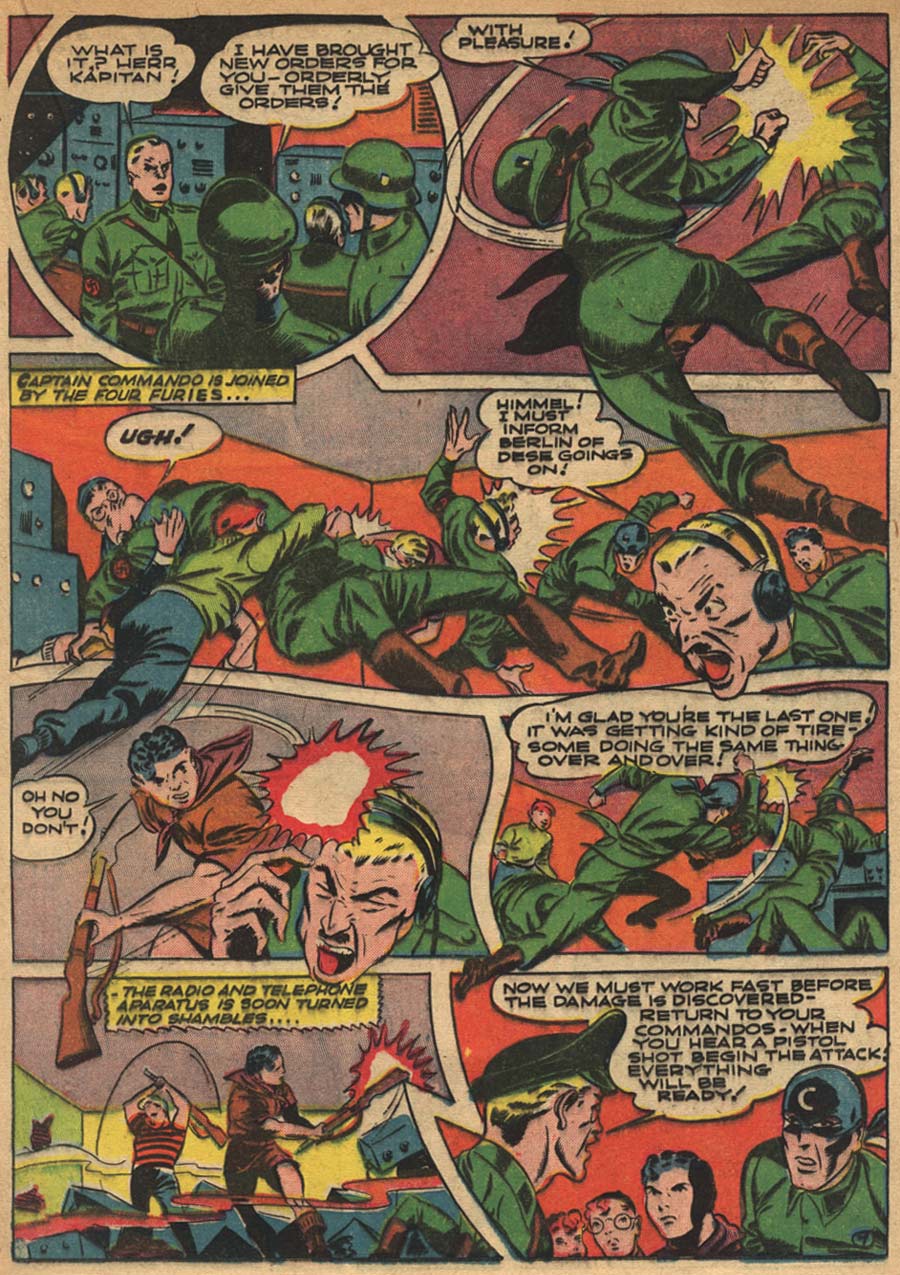 WHAT IS
IT? HERR
KAPITAN!
I HAVE BROUGHT
NEW ORDERS FOR
YOU—ORDERLY
GIVE THEM THE
ORDERS!
WITH
PLEASURE!
CAPTAIN COMMANDO IS JOINED
BY THE FOUR FURIES...
UGH!
HIMMEL!
I MUST
INFORM
BERLIN OF
DESE GOINGS
ON!
OH NO
YOU
DON'T!
I'M GLAD YOU'RE THE LAST ONE!
IT WAS GETTING KIND OF TIRE-
SOME DOING THE SAME THING
OVER AND OVER!
-THE RADIO AND TELEPHONE
APARATUS IS SOON TURNED
INTO SHAMBLES....
NOW WE MUST WORK FAST BEFORE
THE DAMAGE IS DISCOVERED-
RETURN TO YOUR
COMMANDOS-WHEN
YOU HEAR A PISTOL
SHOT BEGIN THE ATTACK.
EVERYTHING
WILL BE
READY!
C